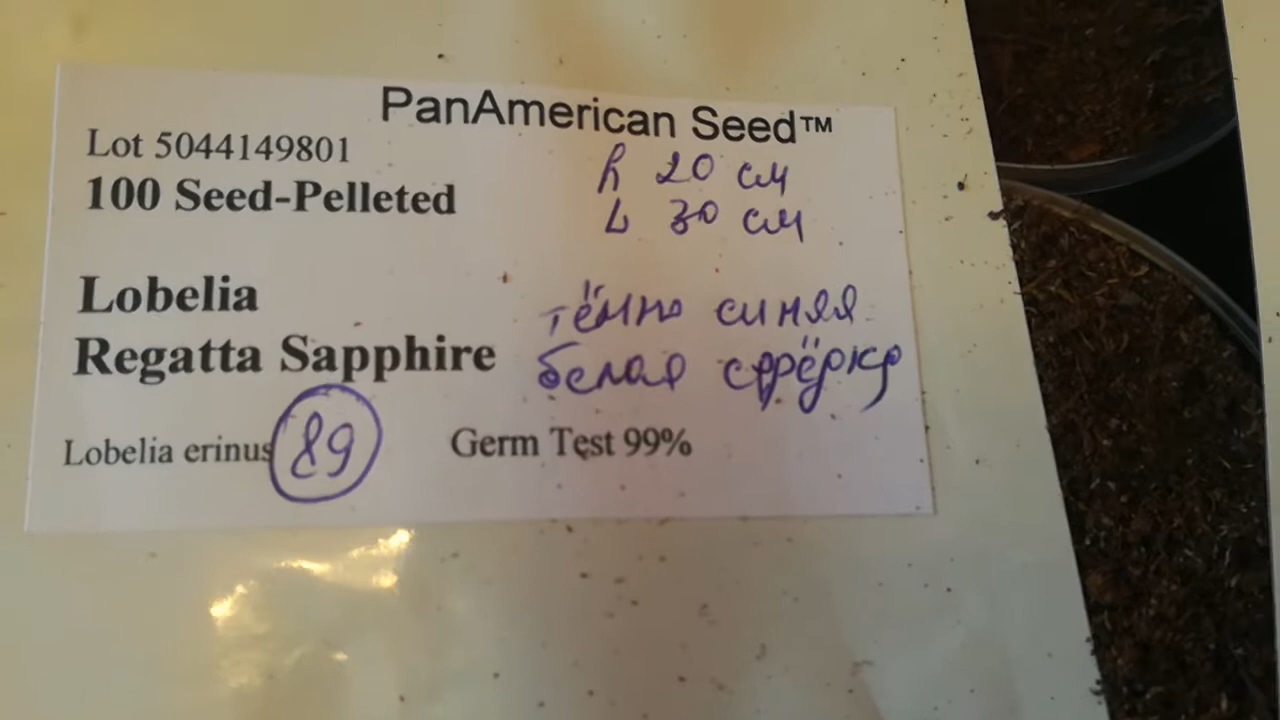 PanAmerican Seed™
Lot 5044149801
h 20 см
100 Seed-Pelleted
L 30 см
Lobelia
тёмно синяя
Regatta Sapphire
белая
Lobelia erinus
89
Germ Test 99%